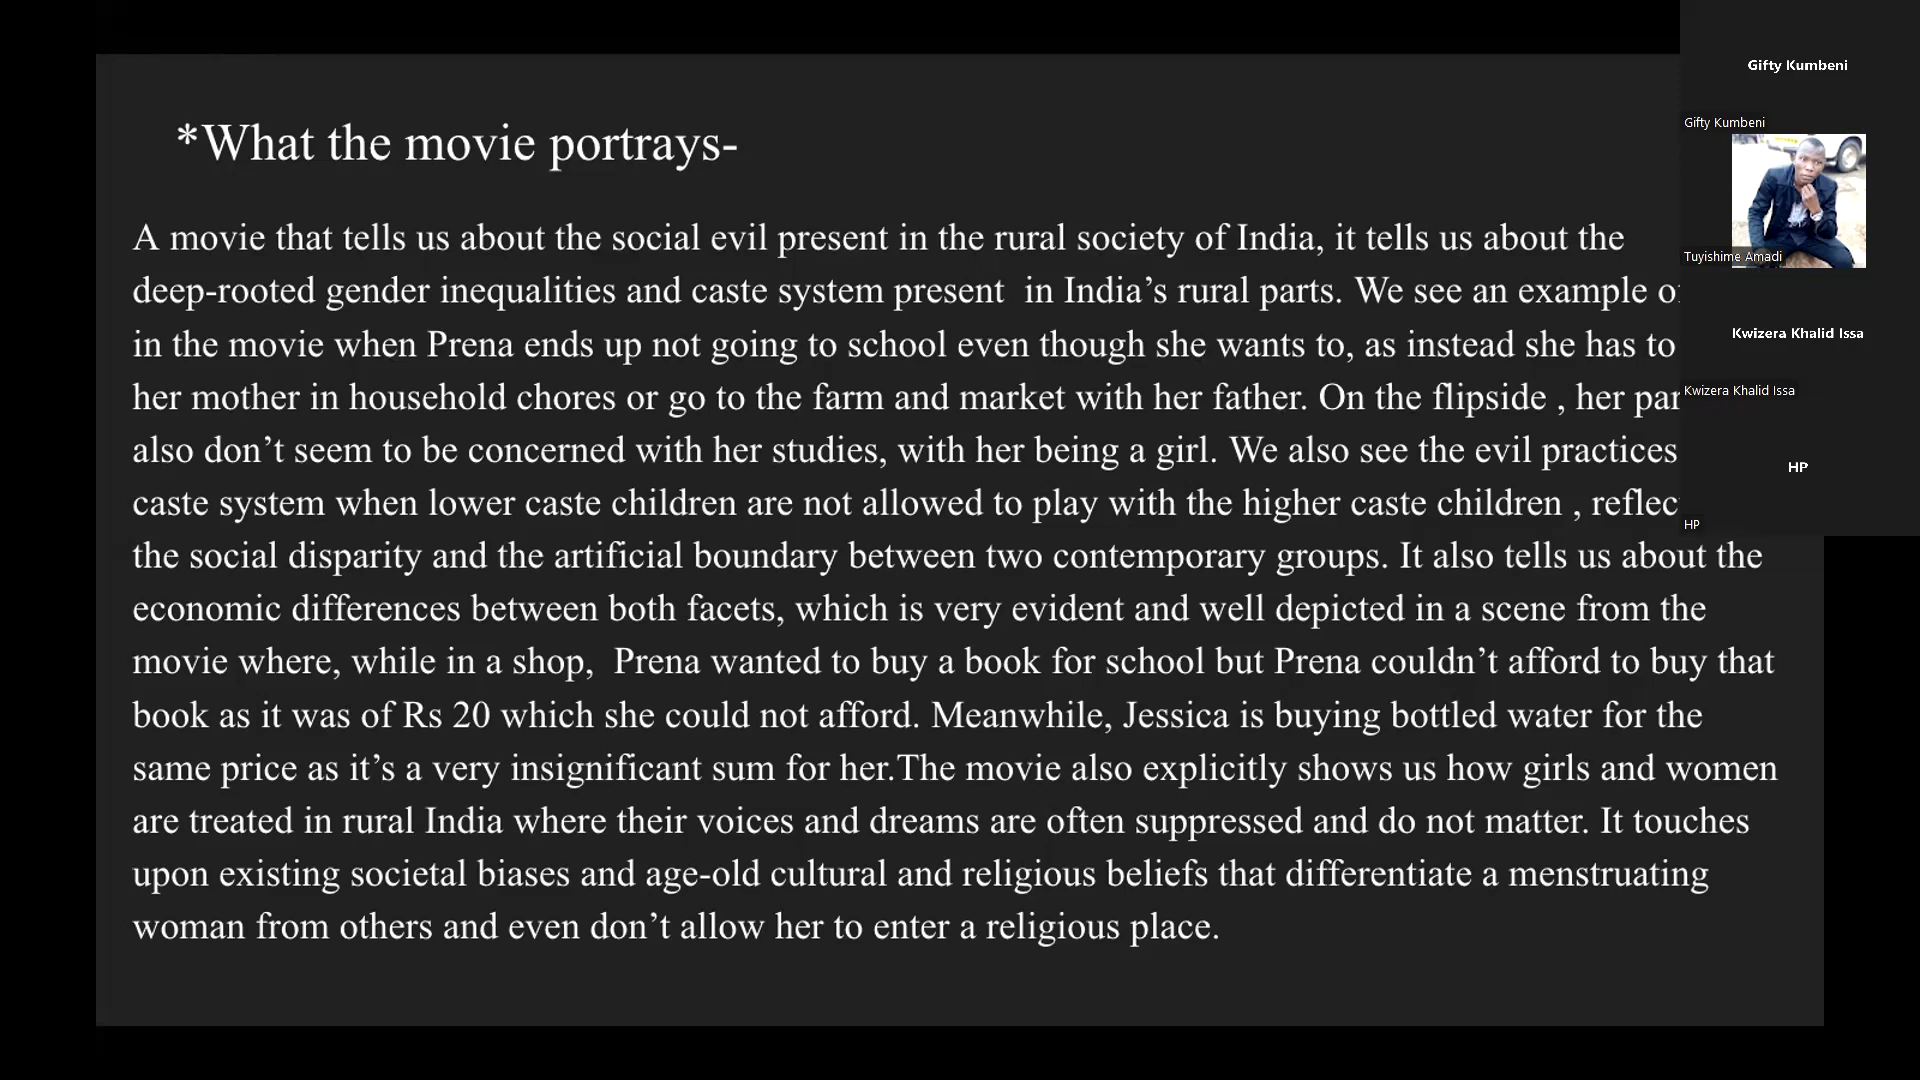 *What the movie portrays-
A movie that tells us about the social evil present in the rural society of India, it tells us about the
deep-rooted gender inequalities and caste system present  in India’s rural parts. We see an example
in the movie when Prena ends up not going to school even though she wants to, as instead she has to
her mother in household chores or go to the farm and market with her father. On the flipside , her
also don’t seem to be concerned with her studies, with her being a girl. We also see the evil practices
caste system when lower caste children are not allowed to play with the higher caste children ,
the social disparity and the artificial boundary between two contemporary groups. It also tells us about the
economic differences between both facets, which is very evident and well depicted in a scene from the
movie where, while in a shop,  Prena wanted to buy a book for school but Prena couldn’t afford to buy that
book as it was of Rs 20 which she could not afford. Meanwhile, Jessica is buying bottled water for the
same price as it’s a very insignificant sum for her.The movie also explicitly shows us how girls and women
are treated in rural India where their voices and dreams are often suppressed and do not matter. It touches
upon existing societal biases and age-old cultural and religious beliefs that differentiate a menstruating
woman from others and even don’t allow her to enter a religious place.
Gifty Kumbeni
Gifty Kumbeni
Tuyishime Amadi
Kwizera Khalid Issa
Kwizera Khalid Issa
HP
HP